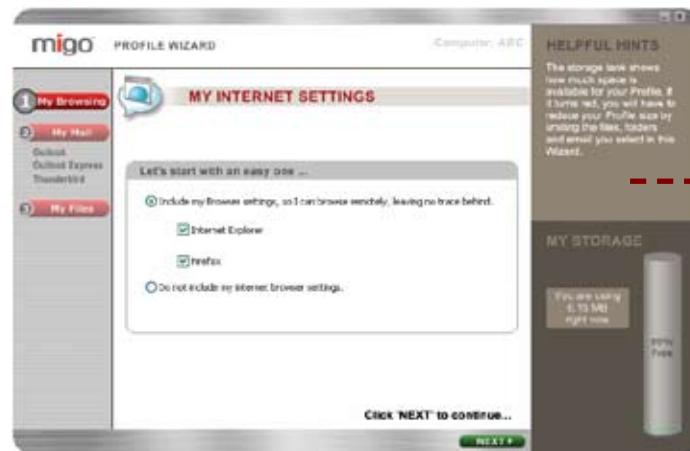 migo
PROFILE WIZARD
Computer: ABC
1 My Browsing
2 My Mail
Outlook
Outlook Express
Thunderbird
3 My Files
MY INTERNET SETTINGS
Let's start with an easy one ...
Include my Browser settings, so I can browse remotely, leaving no trace behind.
Internet Explorer
Firefox
Do not include my internet browser settings.
Click 'NEXT' to continue...
NEXT
HELPFUL HINTS
The storage tank shows
how much space is
available for your Profile. If
it turns red, you will have to
reduce your Profile size by
limiting the files, folders
and email you select in this
Wizard.
MY STORAGE
You are using
6.15 MB
right now
Free